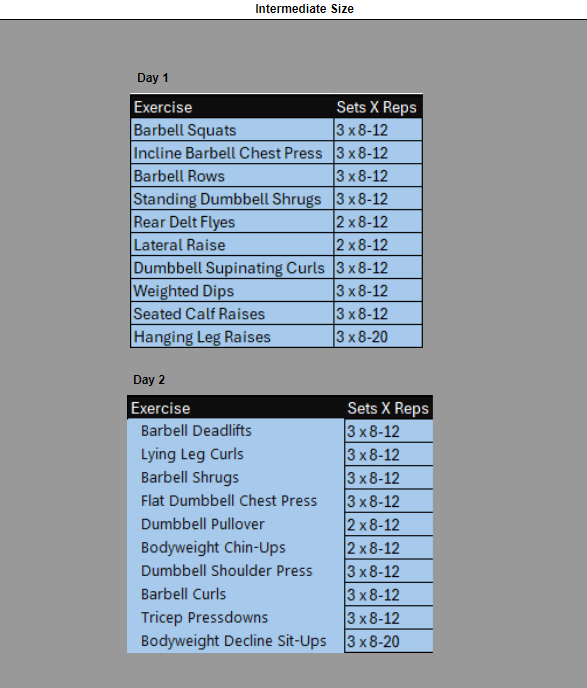 Intermediate Size
Day 1
Exercise Sets X Reps
Barbell Squats 3 x 8-12
Incline Barbell Chest Press 3 x 8-12
Barbell Rows 3 x 8-12
Standing Dumbbell Shrugs 3 x 8-12
Rear Delt Flyes 2 x 8-12
Lateral Raise 2 x 8-12
Dumbbell Supinating Curls 3 x 8-12
Weighted Dips 3 x 8-12
Seated Calf Raises 3 x 8-12
Hanging Leg Raises 3 x 8-20
Day 2
Exercise Sets X Reps
Barbell Deadlifts 3 x 8-12
Lying Leg Curls 3 x 8-12
Barbell Shrugs 3 x 8-12
Flat Dumbbell Chest Press 3 x 8-12
Dumbbell Pullover 2 x 8-12
Bodyweight Chin-Ups 2 x 8-12
Dumbbell Shoulder Press 3 x 8-12
Barbell Curls 3 x 8-12
Tricep Pressdowns 3 x 8-12
Bodyweight Decline Sit-Ups 3 x 8-20